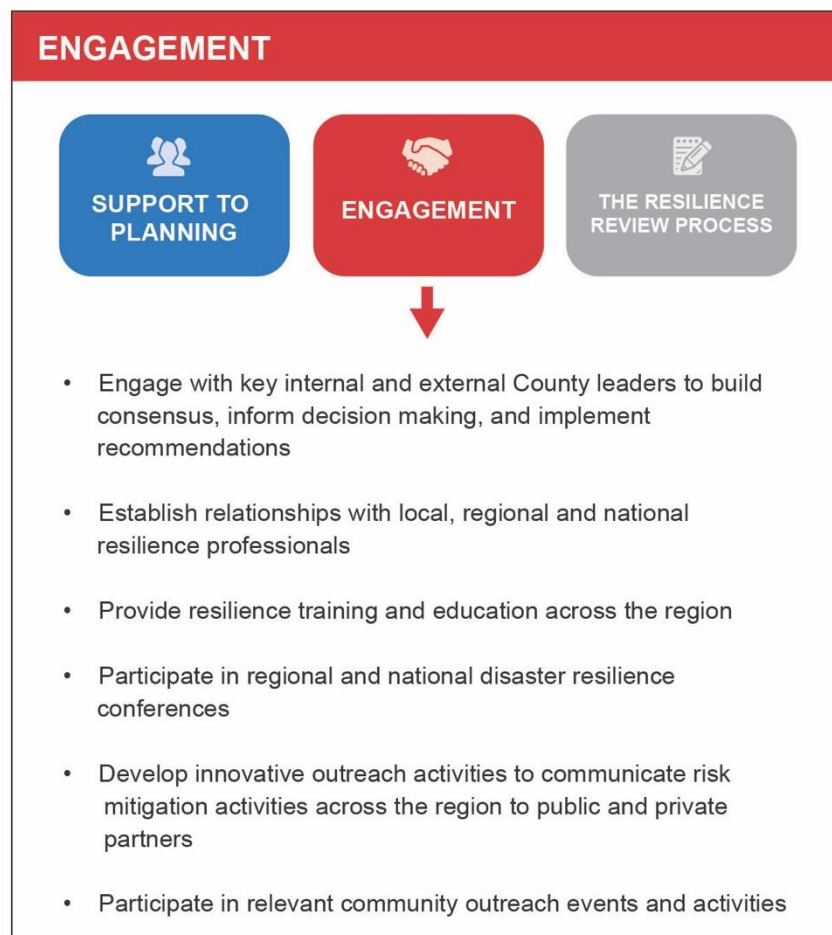 ENGAGEMENT
SUPPORT TO
PLANNING
ENGAGEMENT
THE RESILIENCE
REVIEW PROCESS
• Engage with key internal and external County leaders to build
consensus, inform decision making, and implement
recommendations
• Establish relationships with local, regional and national
resilience professionals
• Provide resilience training and education across the region
• Participate in regional and national disaster resilience
conferences
• Develop innovative outreach activities to communicate risk
mitigation activities across the region to public and private
partners
• Participate in relevant community outreach events and activities